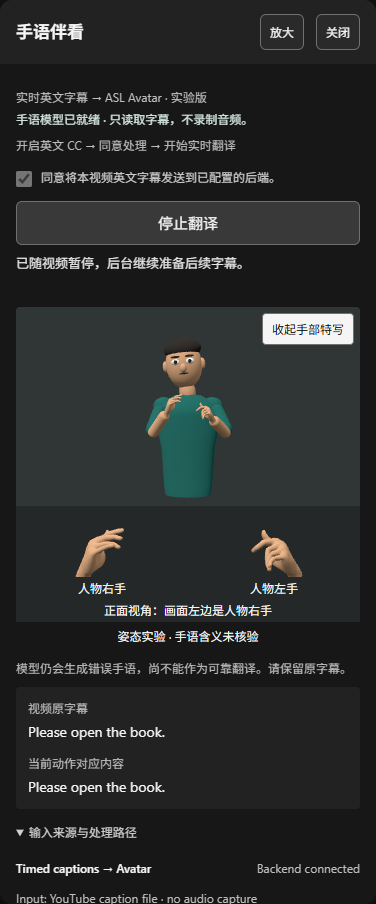 手语伴看
放大
关闭
实时英文字幕 → ASL Avatar · 实验版
手语模型已就绪 · 只读取字幕，不录制音频。
开启英文 CC → 同意处理 → 开始实时翻译
同意将本视频英文字幕发送到已配置的后端。
停止翻译
已随视频暂停，后台继续准备后续字幕。
收起手部特写
人物右手
人物左手
正面视角：画面左边是人物右手
姿态实验 · 手语含义未核验
模型仍会生成错误手语，尚不能作为可靠翻译。请保留原字幕。
视频原字幕
Please open the book.
当前动作对应内容
Please open the book.
▼ 输入来源与处理路径
Timed captions → Avatar
Backend connected
Input: YouTube caption file · no audio capture